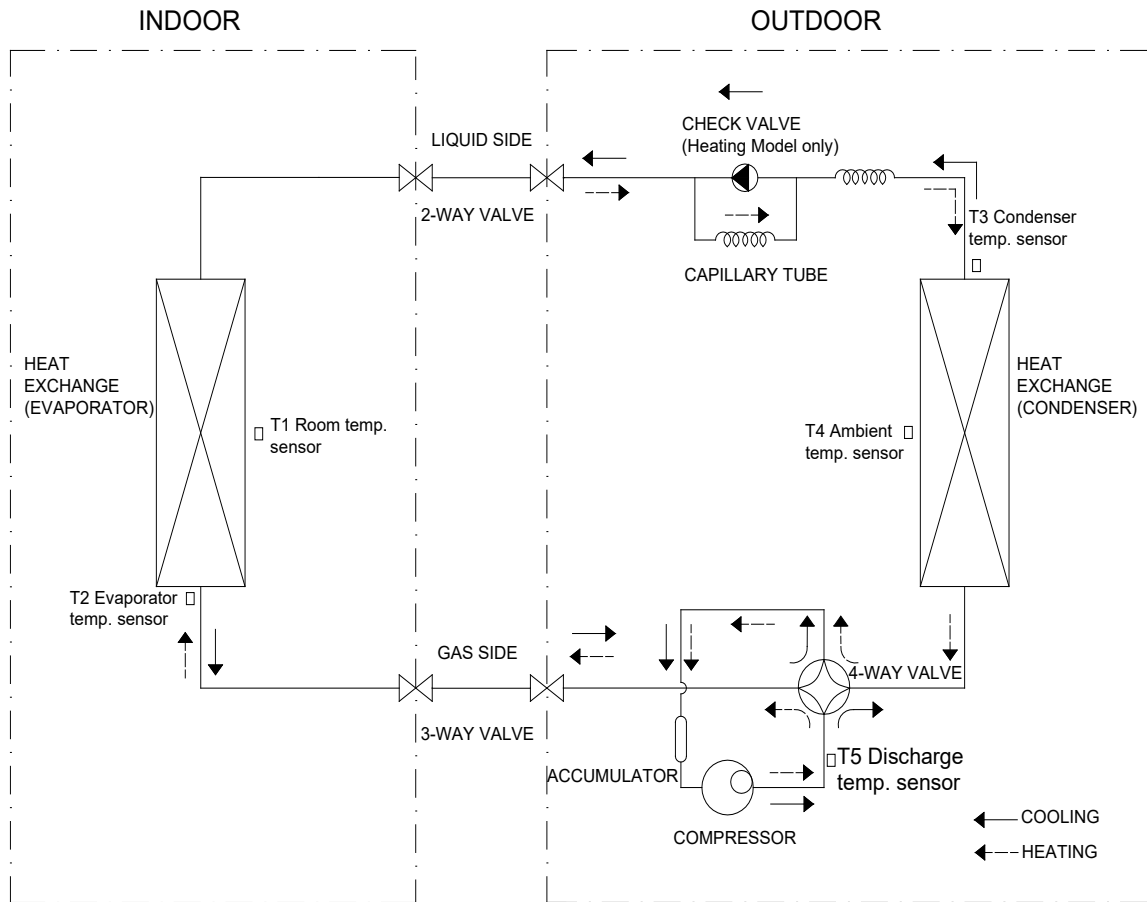 INDOOR
OUTDOOR
LIQUID SIDE
2-WAY VALVE
CHECK VALVE
(Heating Model only)
CAPILLARY TUBE
T3 Condenser
temp. sensor
HEAT
EXCHANGE
(EVAPORATOR)
T1 Room temp.
sensor
T4 Ambient
temp. sensor
HEAT
EXCHANGE
(CONDENSER)
T2 Evaporator
temp. sensor
GAS SIDE
3-WAY VALVE
4-WAY VALVE
ACCUMULATOR
COMPRESSOR
T5 Discharge
temp. sensor
COOLING
HEATING